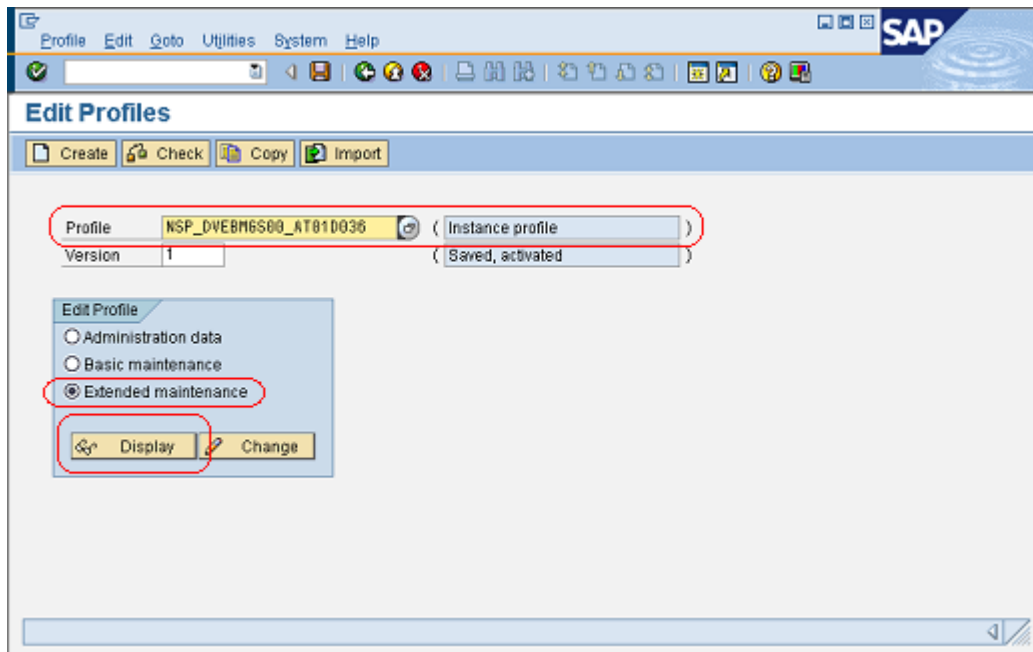 Profile Edit Goto Utilities System Help
SAP
Edit Profiles
Create Check Copy Import
Profile NSP_DVEBMGS00_AT01D036 ( Instance profile )
Version 1 ( Saved, activated )
Edit Profile
Administration data
Basic maintenance
Extended maintenance
Display Change